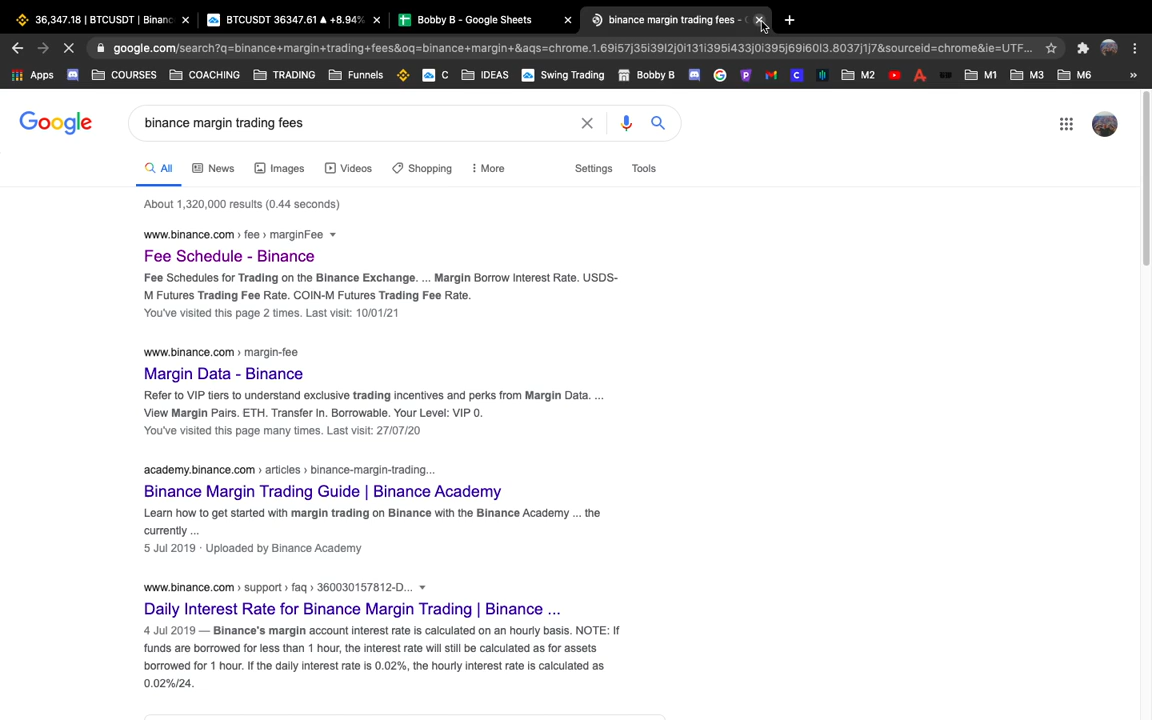 36,347.18 | BTCUSDT | Binanc
BTCUSDT 36347.61 ▲ +8.94%
Bobby B - Google Sheets
binance margin trading fees -
google.com/search?q=binance+margin+trading+fees&oq=binance+margin+&aqs=chrome.1.69i57j35i39l2j0i131i395i433j0i395j69i60l3.8037j1j7&sourceid=chrome&ie=UTF...
Apps COURSES COACHING TRADING Funnels C IDEAS Swing Trading Bobby B M2 M1 M3 M6 »
Google
binance margin trading fees
All News Images Videos Shopping More Settings Tools
About 1,320,000 results (0.44 seconds)
www.binance.com › fee › marginFee
Fee Schedule - Binance
Fee Schedules for Trading on the Binance Exchange. ... Margin Borrow Interest Rate. USDS-
M Futures Trading Fee Rate. COIN-M Futures Trading Fee Rate.
You've visited this page 2 times. Last visit: 10/01/21
www.binance.com › margin-fee
Margin Data - Binance
Refer to VIP tiers to understand exclusive trading incentives and perks from Margin Data. ...
View Margin Pairs. ETH. Transfer In. Borrowable. Your Level: VIP 0.
You've visited this page many times. Last visit: 27/07/20
academy.binance.com › articles › binance-margin-trading...
Binance Margin Trading Guide | Binance Academy
Learn how to get started with margin trading on Binance with the Binance Academy ... the
currently ...
5 Jul 2019 · Uploaded by Binance Academy
www.binance.com › support › faq › 360030157812-D...
Daily Interest Rate for Binance Margin Trading | Binance ...
4 Jul 2019 — Binance's margin account interest rate is calculated on an hourly basis. NOTE: If
funds are borrowed for less than 1 hour, the interest rate will still be calculated as for assets
borrowed for 1 hour. If the daily interest rate is 0.02%, the hourly interest rate is calculated as
0.02%/24.